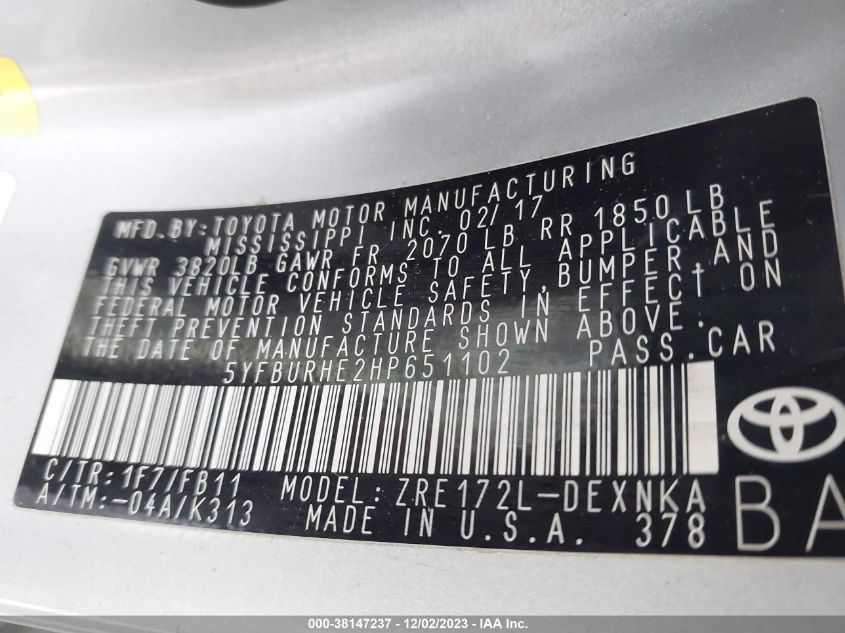 MFD. BY: TOYOTA MOTOR MANUFACTURING
MISSISSIPPI INC. 02/17
GVWR 3820LB GAWR FR 2070 LB RR 1850 LB
THIS VEHICLE CONFORMS TO ALL APPLICABLE
FEDERAL MOTOR VEHICLE SAFETY, BUMPER, AND
THEFT PREVENTION STANDARDS IN EFFECT ON
THE DATE OF MANUFACTURE SHOWN ABOVE.
5YFBURHE2HP651102 PASS.CAR
C/TR: 1F7/FB11 MODEL: ZRE172L-DEXNKA
A/TM:-04A/K313 MADE IN U.S.A. 378 BA
000-38147237 - 12/02/2023 - IAA Inc.